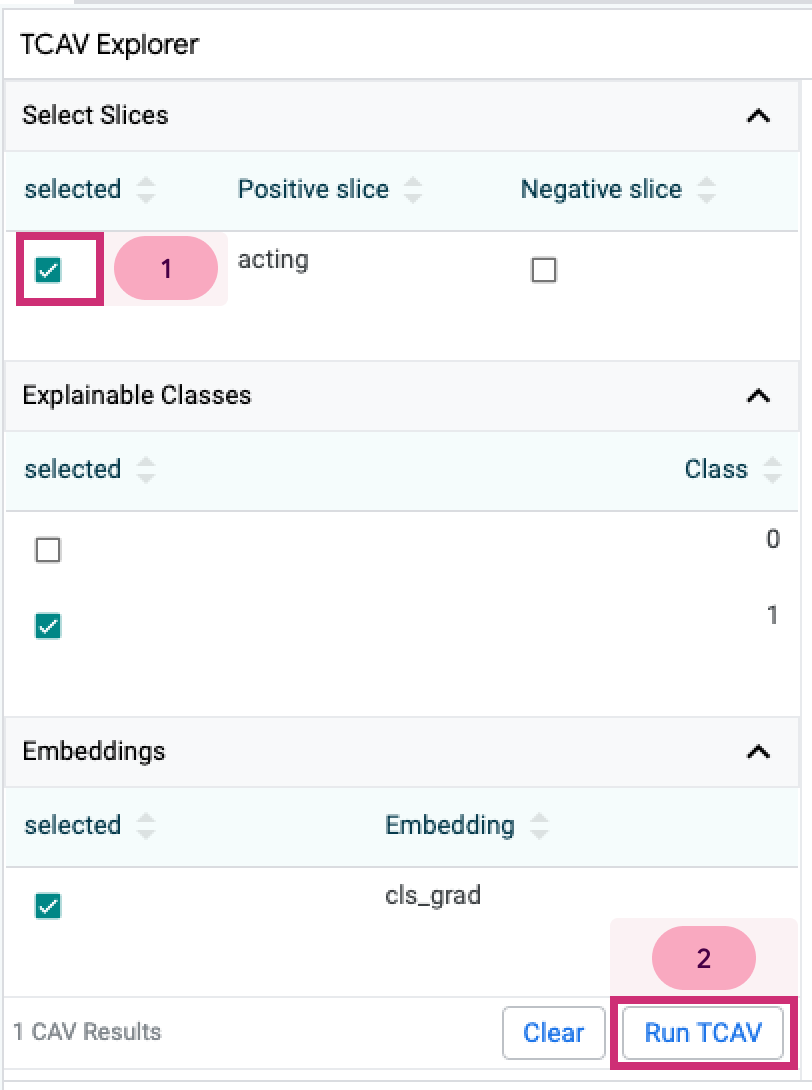 TCAV Explorer
Select Slices
selected Positive slice Negative slice
1 acting
Explainable Classes
selected Class
0
1
Embeddings
selected Embedding
cls_grad
2
1 CAV Results Clear Run TCAV